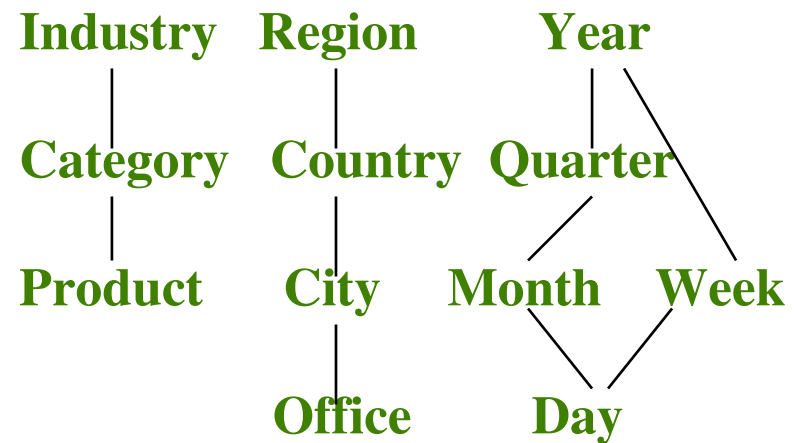 Industry Region Year
Category Country Quarter
Product City Month Week
Office Day